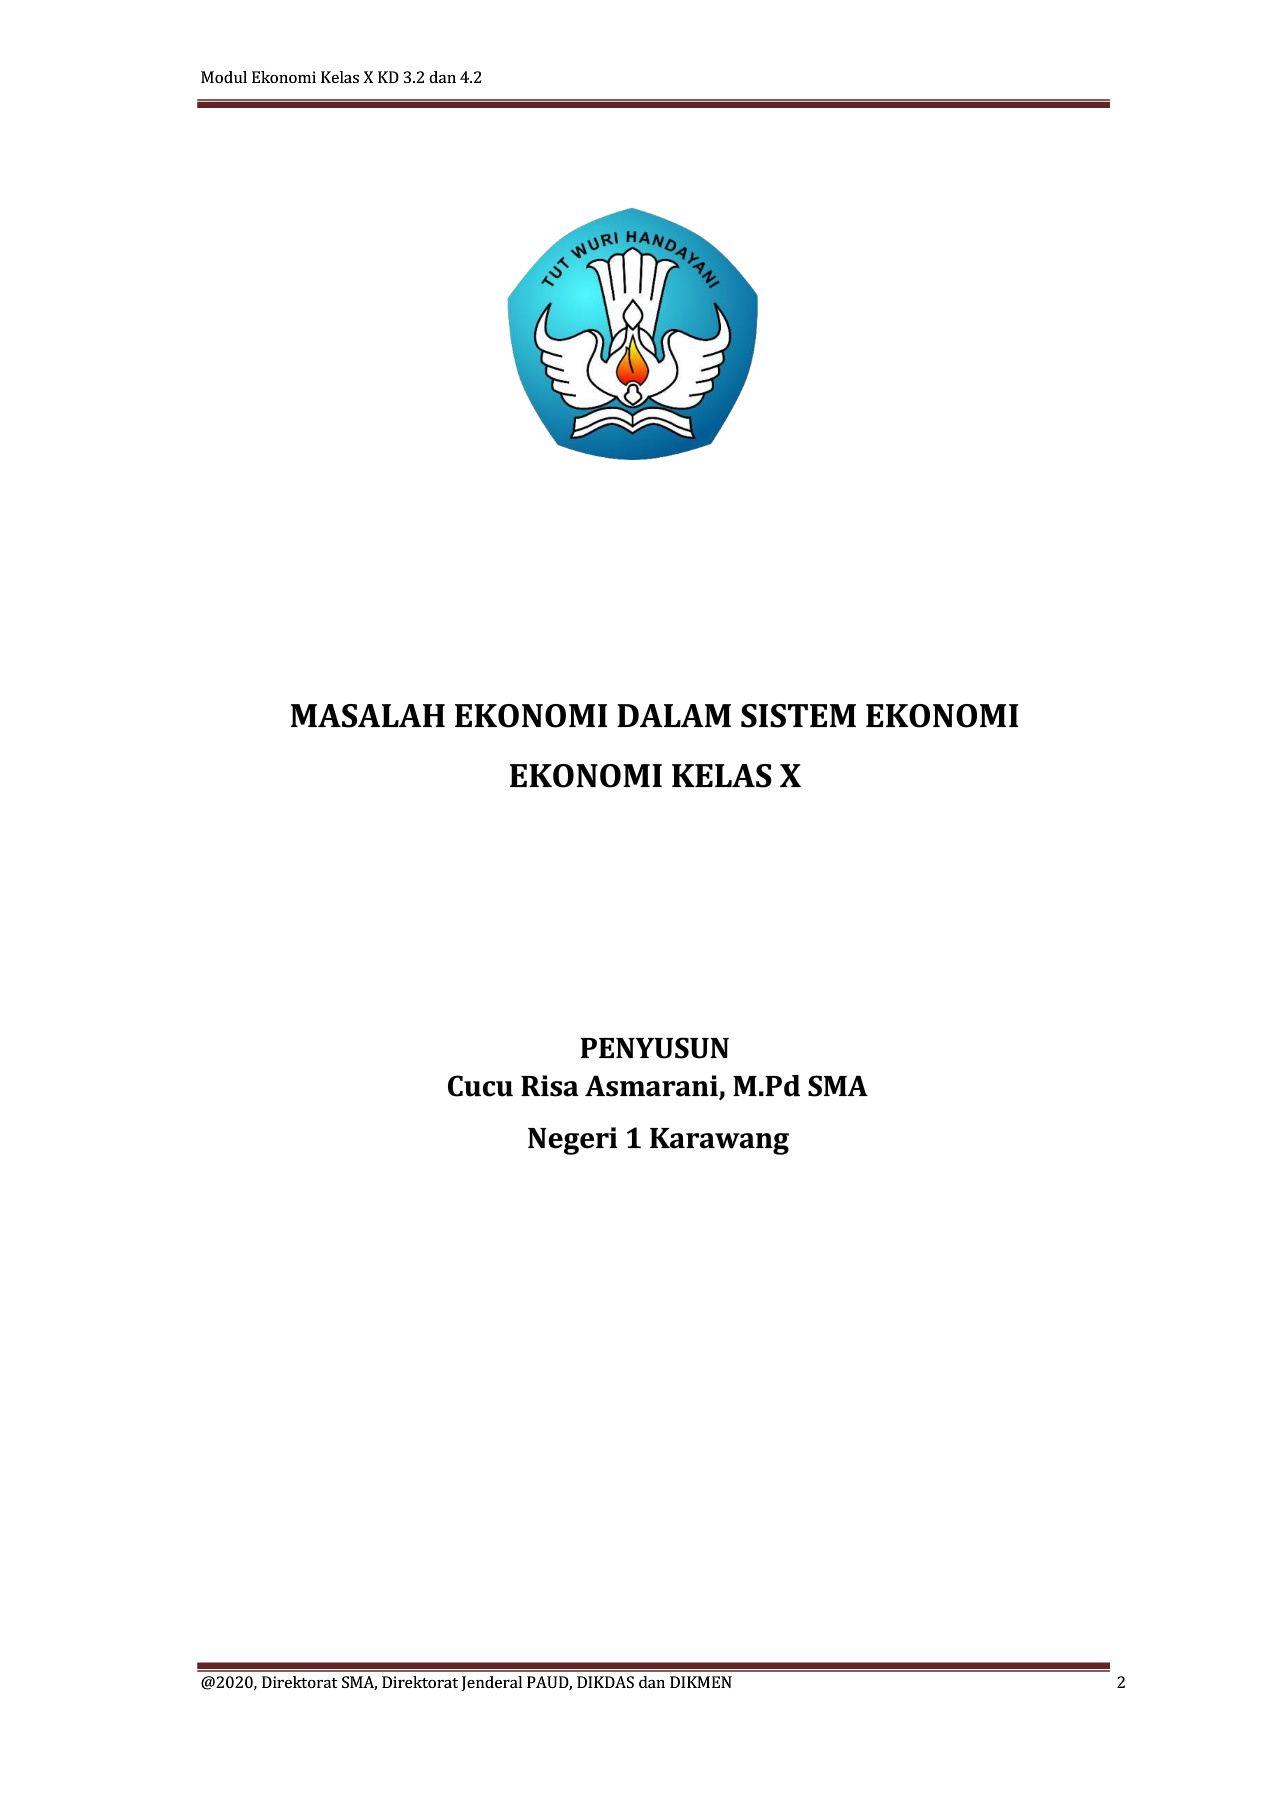 Modul Ekonomi Kelas X KD 3.2 dan 4.2
TUT WURI HANDAYANI
MASALAH EKONOMI DALAM SISTEM EKONOMI
EKONOMI KELAS X
PENYUSUN
Cucu Risa Asmarani, M.Pd SMA
Negeri 1 Karawang
@2020, Direktorat SMA, Direktorat Jenderal PAUD, DIKDAS dan DIKMEN 2